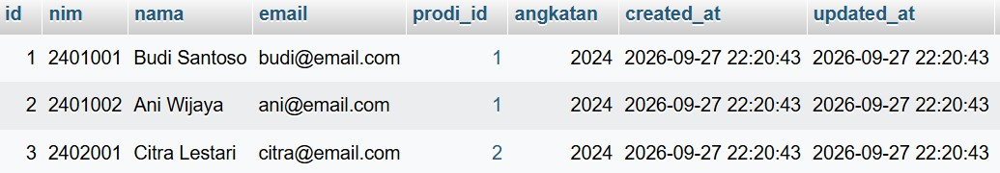 id nim nama email prodi_id angkatan created_at updated_at
1 2401001 Budi Santoso budi@email.com 1 2024 2026-09-27 22:20:43 2026-09-27 22:20:43
2 2401002 Ani Wijaya ani@email.com 1 2024 2026-09-27 22:20:43 2026-09-27 22:20:43
3 2402001 Citra Lestari citra@email.com 2 2024 2026-09-27 22:20:43 2026-09-27 22:20:43